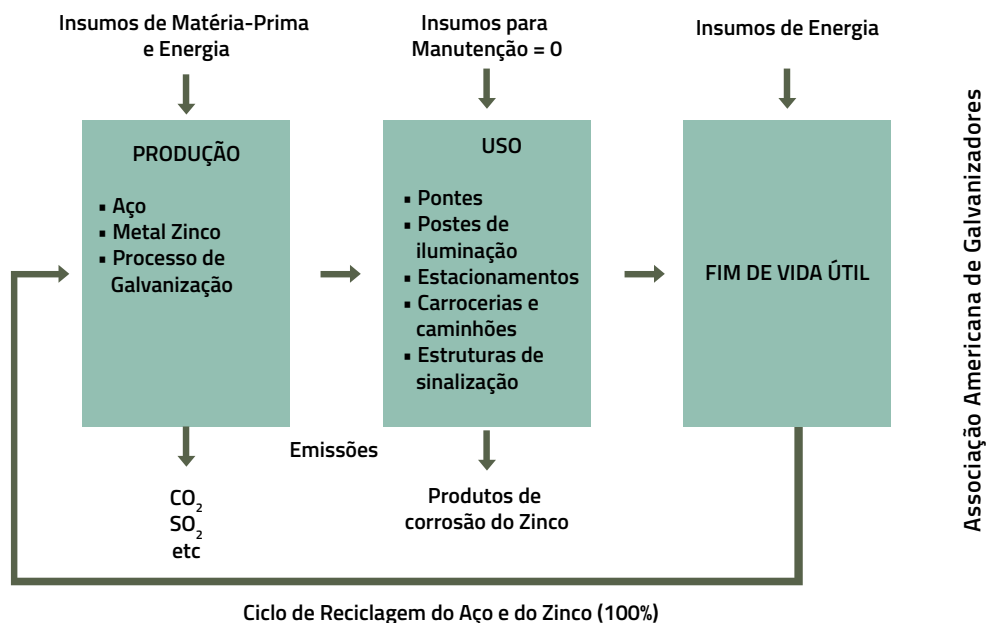 Insumos de Matéria-Prima
e Energia
Insumos para
Manutenção = 0
Insumos de Energia
PRODUÇÃO
▪ Aço
▪ Metal Zinco
▪ Processo de
Galvanização
USO
▪ Pontes
▪ Postes de
iluminação
▪ Estacionamentos
▪ Carrocerias e
caminhões
▪ Estruturas de
sinalização
FIM DE VIDA ÚTIL
Emissões
CO₂
SO₂
etc
Produtos de
corrosão do Zinco
Ciclo de Reciclagem do Aço e do Zinco (100%)
Associação Americana de Galvanizadores